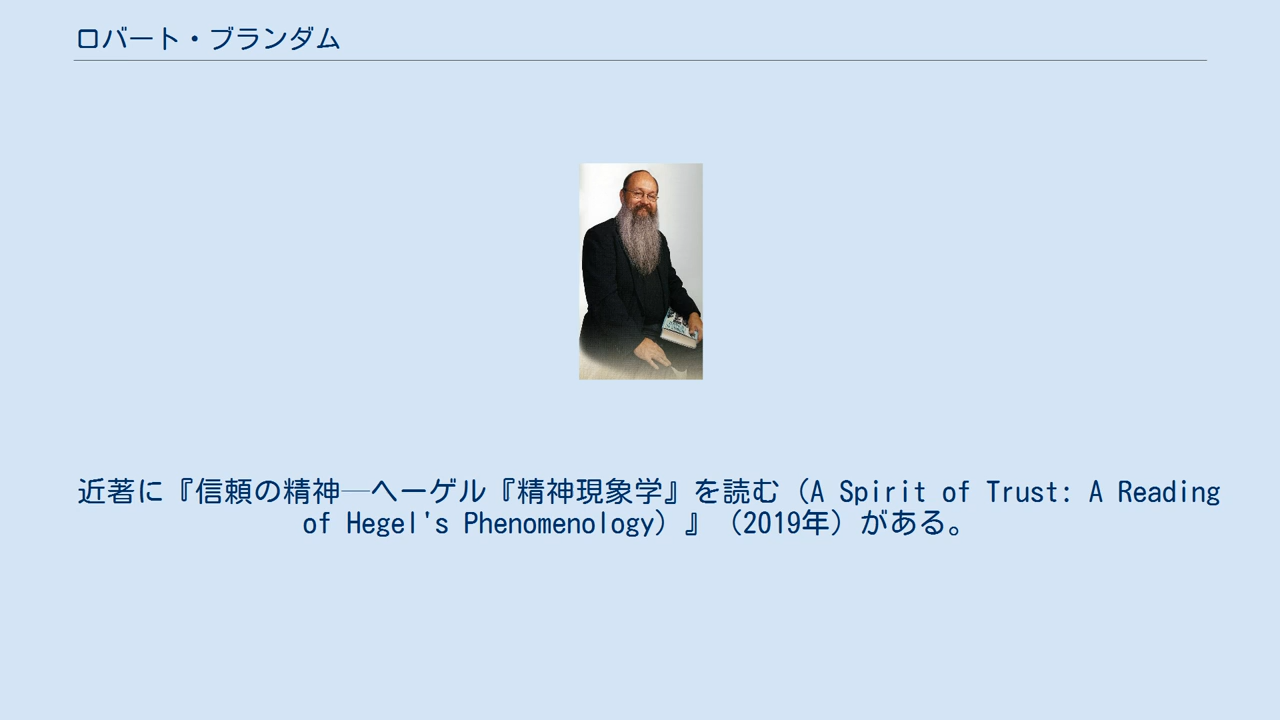 ロバート・ブランダム
近著に『信頼の精神─ヘーゲル『精神現象学』を読む（A Spirit of Trust: A Reading
of Hegel's Phenomenology）』（2019年）がある。